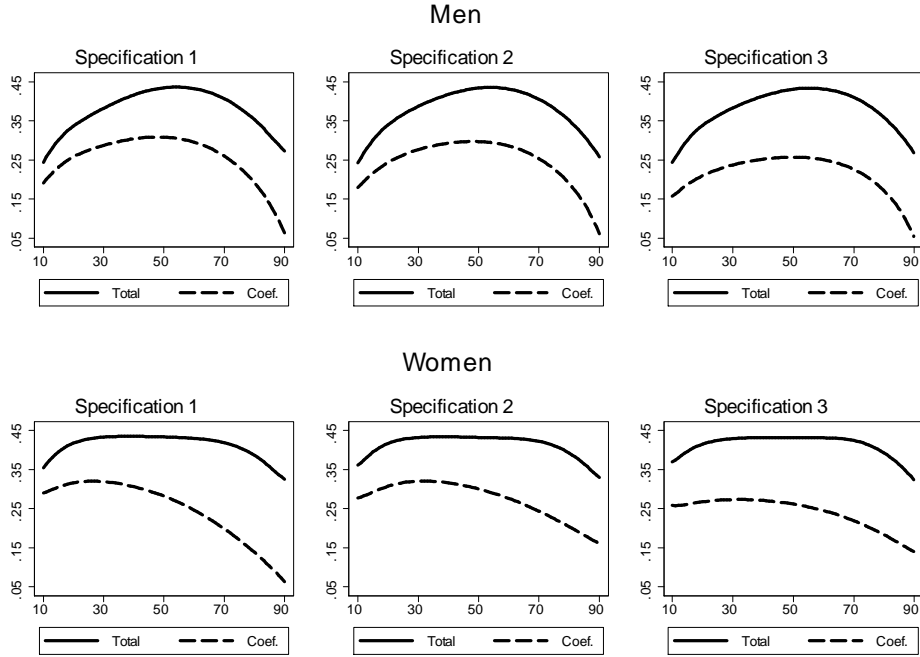 Men
Specification 1 Specification 2 Specification 3
.45 .45 .45
.35 .35 .35
.25 .25 .25
.15 .15 .15
.05 .05 .05
10 30 50 70 90 10 30 50 70 90 10 30 50 70 90
Total Coef. Total Coef. Total Coef.
Women
Specification 1 Specification 2 Specification 3
.45 .45 .45
.35 .35 .35
.25 .25 .25
.15 .15 .15
.05 .05 .05
10 30 50 70 90 10 30 50 70 90 10 30 50 70 90
Total Coef. Total Coef. Total Coef.